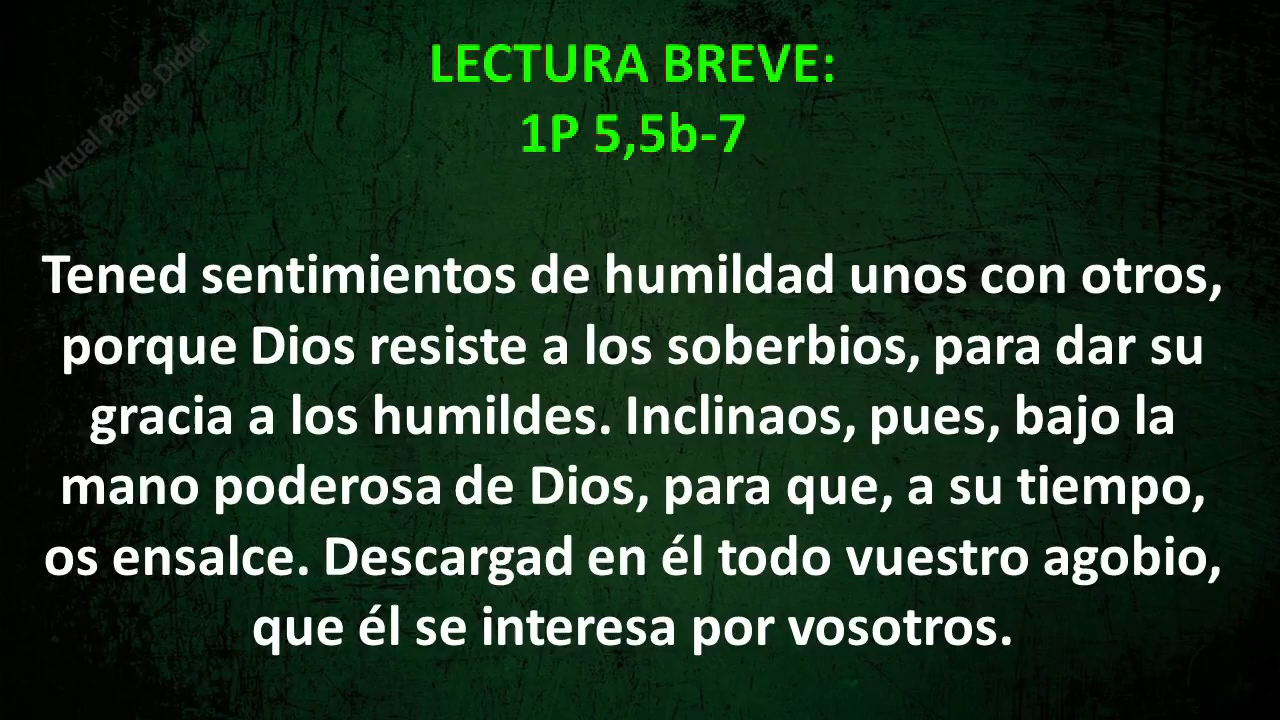 Virtual Padre Didier
LECTURA BREVE:
1P 5,5b-7
Tened sentimientos de humildad unos con otros,
porque Dios resiste a los soberbios, para dar su
gracia a los humildes. Inclinaos, pues, bajo la
mano poderosa de Dios, para que, a su tiempo,
os ensalce. Descargad en él todo vuestro agobio,
que él se interesa por vosotros.